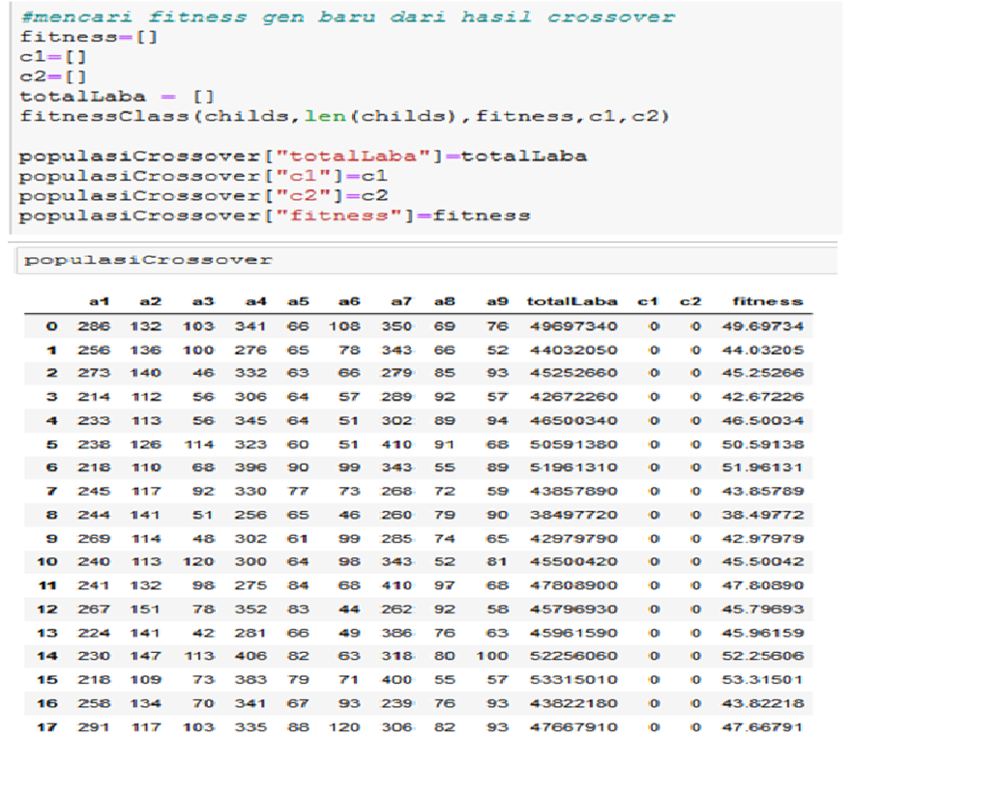 #mencari fitness gen baru dari hasil crossover
fitness=[]
c1=[]
c2=[]
totalLaba = []
fitnessClass(childs,len(childs),fitness,c1,c2)
populasiCrossover["totalLaba"]=totalLaba
populasiCrossover["c1"]=c1
populasiCrossover["c2"]=c2
populasiCrossover["fitness"]=fitness
populasiCrossover
a1 a2 a3 a4 a5 a6 a7 a8 a9 totalLaba c1 c2 fitness
0 286 132 103 341 66 108 350 69 76 49697340 0 0 49.69734
1 256 136 100 276 65 78 343 66 52 44032050 0 0 44.03205
2 273 140 46 332 63 66 279 85 93 45252660 0 0 45.25266
3 214 112 56 306 64 57 289 92 57 42672260 0 0 42.67226
4 233 113 56 345 64 51 302 89 94 46500340 0 0 46.50034
5 238 126 114 323 60 51 410 91 68 50591380 0 0 50.59138
6 218 110 68 396 90 99 343 55 89 51961310 0 0 51.96131
7 245 117 92 330 77 73 268 72 59 43857890 0 0 43.85789
8 244 141 51 256 65 46 260 79 90 38497720 0 0 38.49772
9 269 114 48 302 61 99 285 74 65 42979790 0 0 42.97979
10 240 113 120 300 64 98 343 52 81 45500420 0 0 45.50042
11 241 132 98 275 84 68 410 97 68 47808900 0 0 47.80890
12 267 151 78 352 83 44 262 92 58 45796930 0 0 45.79693
13 224 141 42 281 66 49 386 76 63 45961590 0 0 45.96159
14 230 147 113 406 82 63 318 80 100 52256060 0 0 52.25606
15 218 109 73 383 79 71 400 55 57 53315010 0 0 53.31501
16 258 134 70 341 67 93 239 76 93 43822180 0 0 43.82218
17 291 117 103 335 88 120 306 82 93 47667910 0 0 47.66791